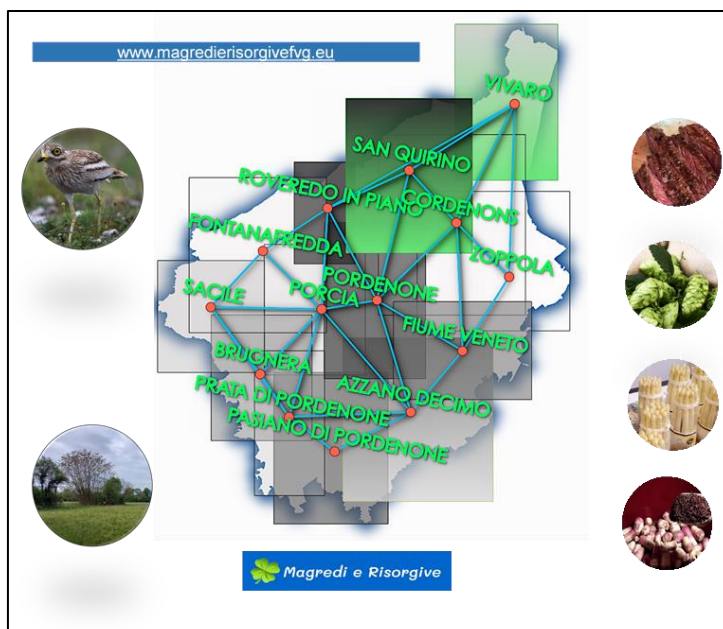 www.magredierisorgivefvg.eu
VIVARO
SAN QUIRINO
ROVEREDO IN PIANO
CORDENONS
FONTANAFREDDA
ZOPPOLA
PORDENONE
SACILE
PORCIA
FIUME VENETO
BRUGNERA
PRATA DI PORDENONE
AZZANO DECIMO
PASIANO DI PORDENONE
Magredi e Risorgive